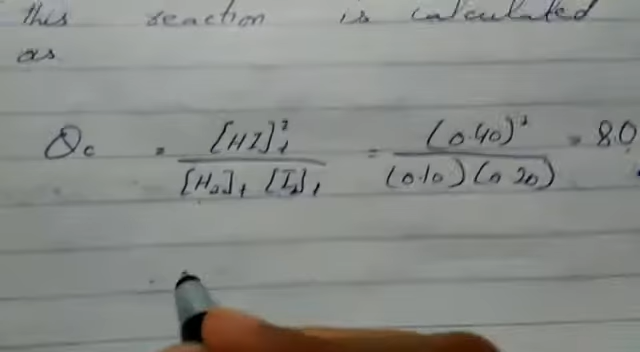 this reaction is calculated
as
Qc = [HI]²t / [H₂]t [I₂]t = (0.40)² / (0.10)(0.20) = 8.0